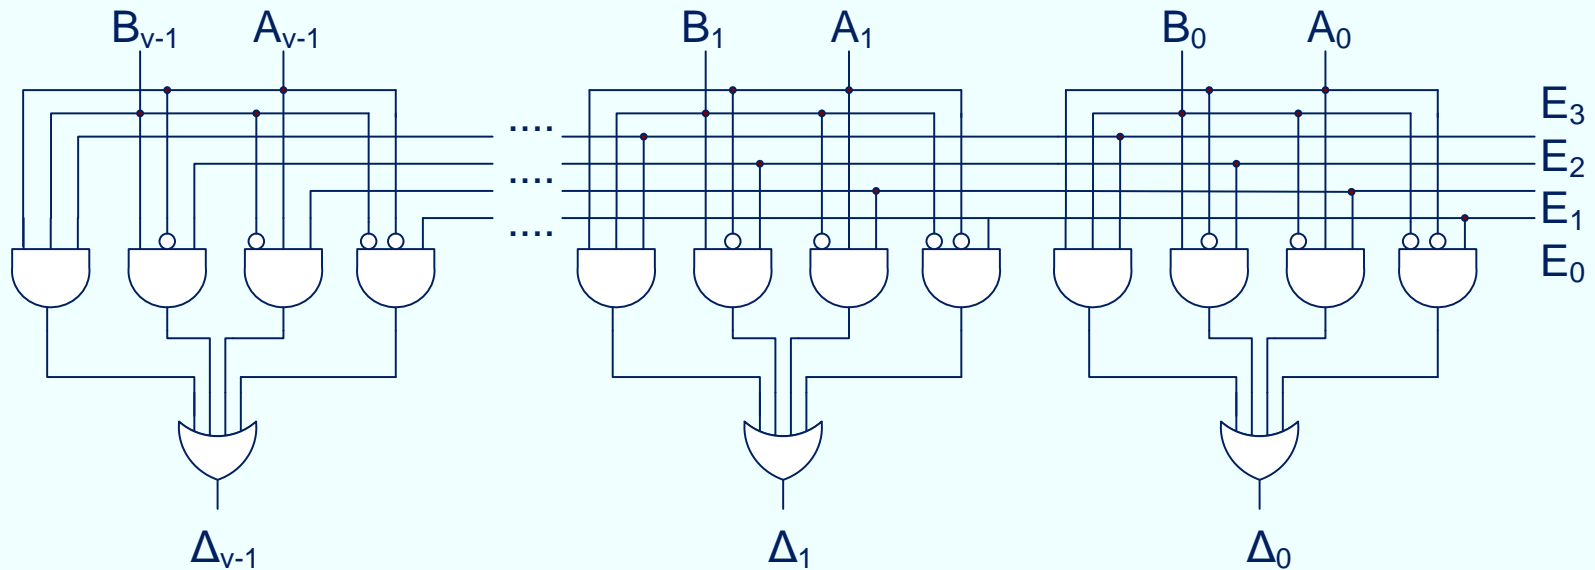 B_{v-1} A_{v-1} B_1 A_1 B_0 A_0
E_3
....
E_2
....
E_1
....
E_0
Δ_{v-1} Δ_1 Δ_0